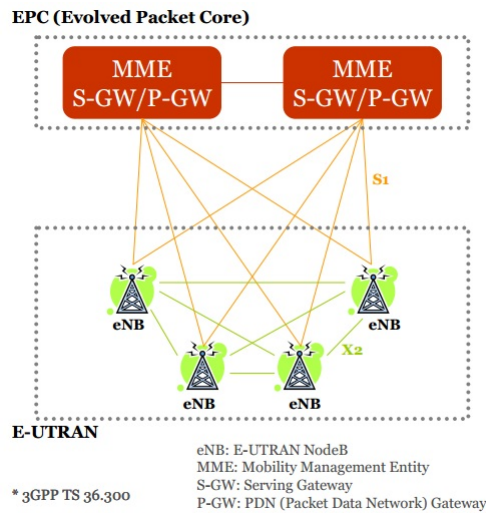 EPC (Evolved Packet Core)
MME
S-GW/P-GW
MME
S-GW/P-GW
S1
eNB
eNB
X2
eNB
eNB
E-UTRAN
eNB: E-UTRAN NodeB
MME: Mobility Management Entity
S-GW: Serving Gateway
* 3GPP TS 36.300
P-GW: PDN (Packet Data Network) Gateway